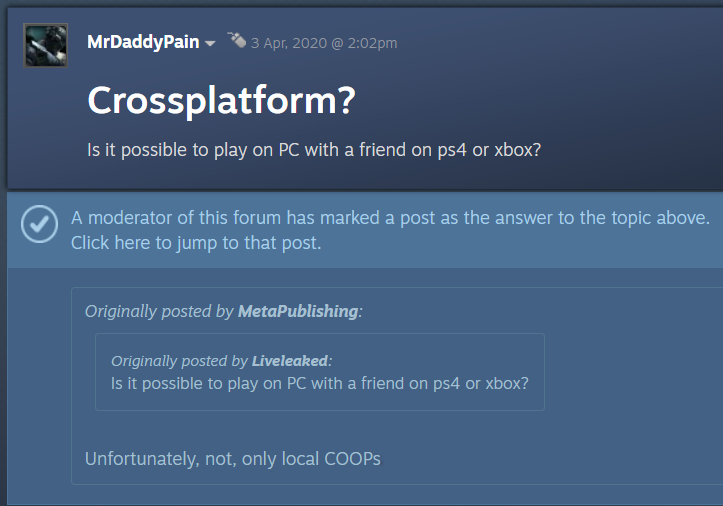 MrDaddyPain 3 Apr, 2020 @ 2:02pm
Crossplatform?
Is it possible to play on PC with a friend on ps4 or xbox?
A moderator of this forum has marked a post as the answer to the topic above.
Click here to jump to that post.
Originally posted by MetaPublishing:
Originally posted by Liveleaked:
Is it possible to play on PC with a friend on ps4 or xbox?
Unfortunately, not, only local COOPs